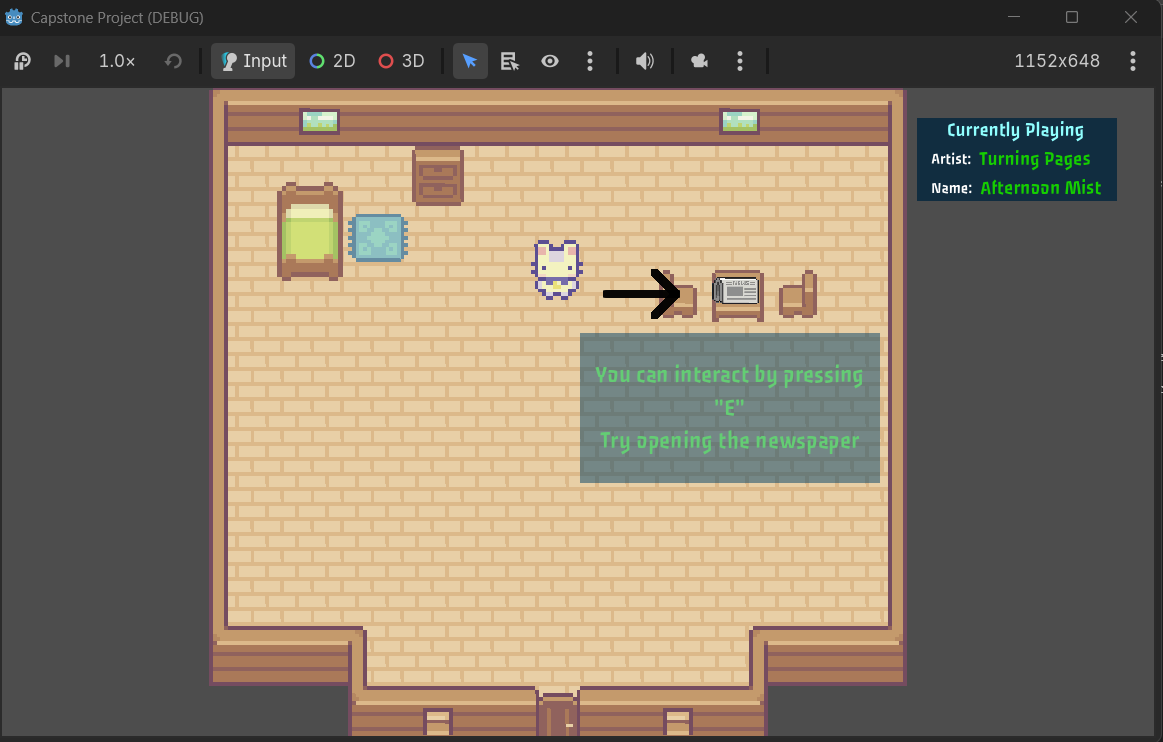 Capstone Project (DEBUG)
1.0×
Input
2D
3D
1152x648
Currently Playing
Artist: Turning Pages
Name: Afternoon Mist
You can interact by pressing
"E"
Try opening the newspaper